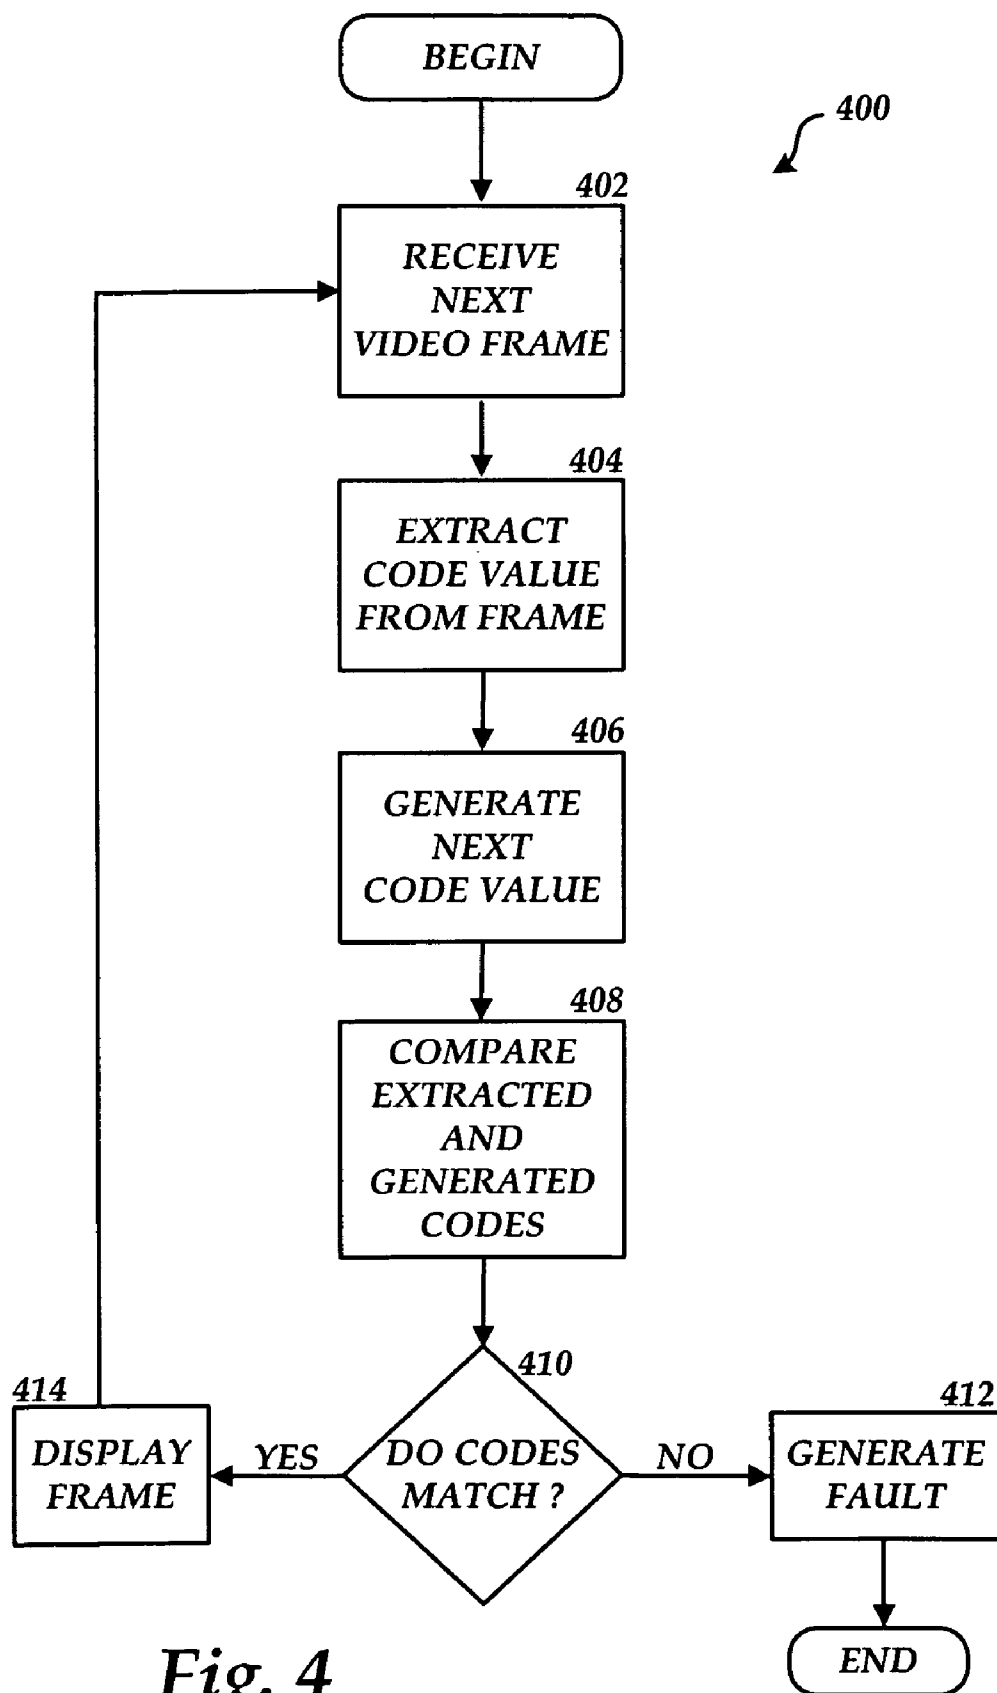 BEGIN
400
402
RECEIVE
NEXT
VIDEO FRAME
404
EXTRACT
CODE VALUE
FROM FRAME
406
GENERATE
NEXT
CODE VALUE
408
COMPARE
EXTRACTED
AND
GENERATED
CODES
410
DO CODES
MATCH ?
YES
NO
414
DISPLAY
FRAME
412
GENERATE
FAULT
END
Fig. 4